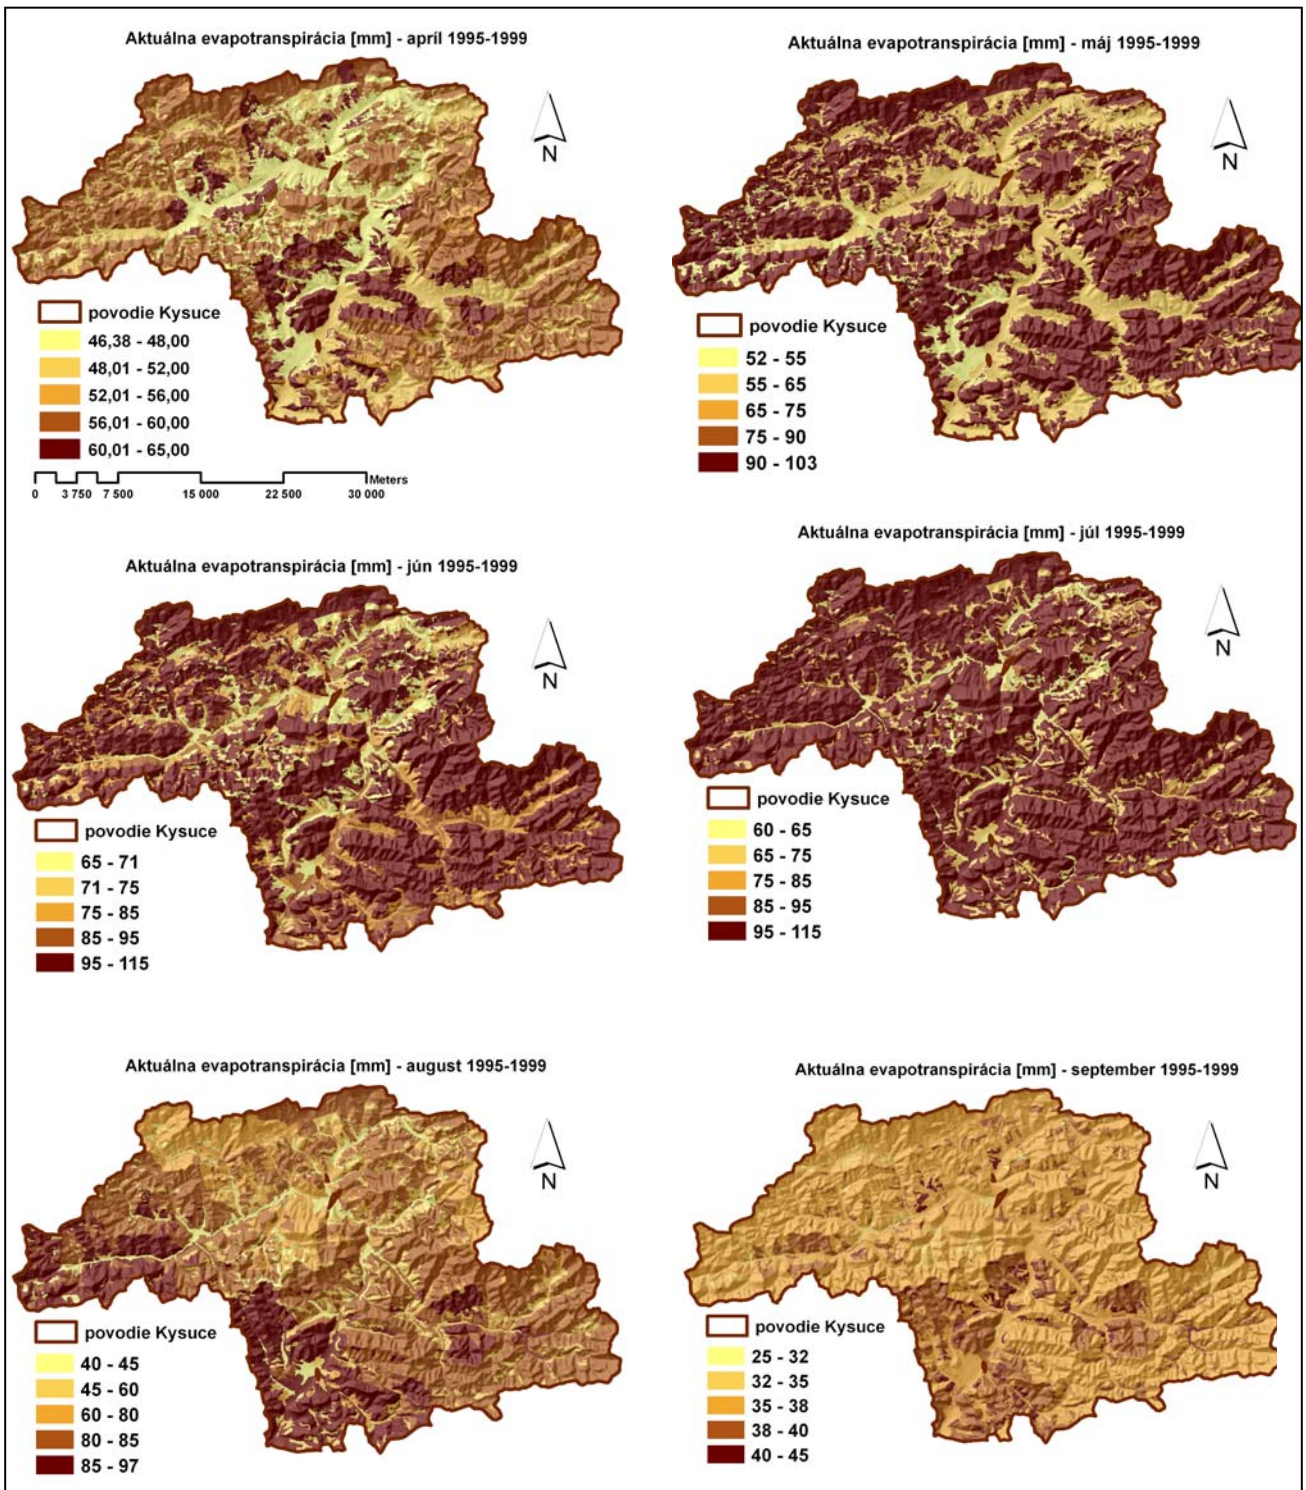 Aktuálna evapotranspirácia [mm] - apríl 1995-1999
N
povodie Kysuce
46,38 - 48,00
48,01 - 52,00
52,01 - 56,00
56,01 - 60,00
60,01 - 65,00
Meters
0 3 750 7 500 15 000 22 500 30 000
Aktuálna evapotranspirácia [mm] - máj 1995-1999
N
povodie Kysuce
52 - 55
55 - 65
65 - 75
75 - 90
90 - 103
Aktuálna evapotranspirácia [mm] - jún 1995-1999
N
povodie Kysuce
65 - 71
71 - 75
75 - 85
85 - 95
95 - 115
Aktuálna evapotranspirácia [mm] - júl 1995-1999
N
povodie Kysuce
60 - 65
65 - 75
75 - 85
85 - 95
95 - 115
Aktuálna evapotranspirácia [mm] - august 1995-1999
N
povodie Kysuce
40 - 45
45 - 60
60 - 80
80 - 85
85 - 97
Aktuálna evapotranspirácia [mm] - september 1995-1999
N
povodie Kysuce
25 - 32
32 - 35
35 - 38
38 - 40
40 - 45